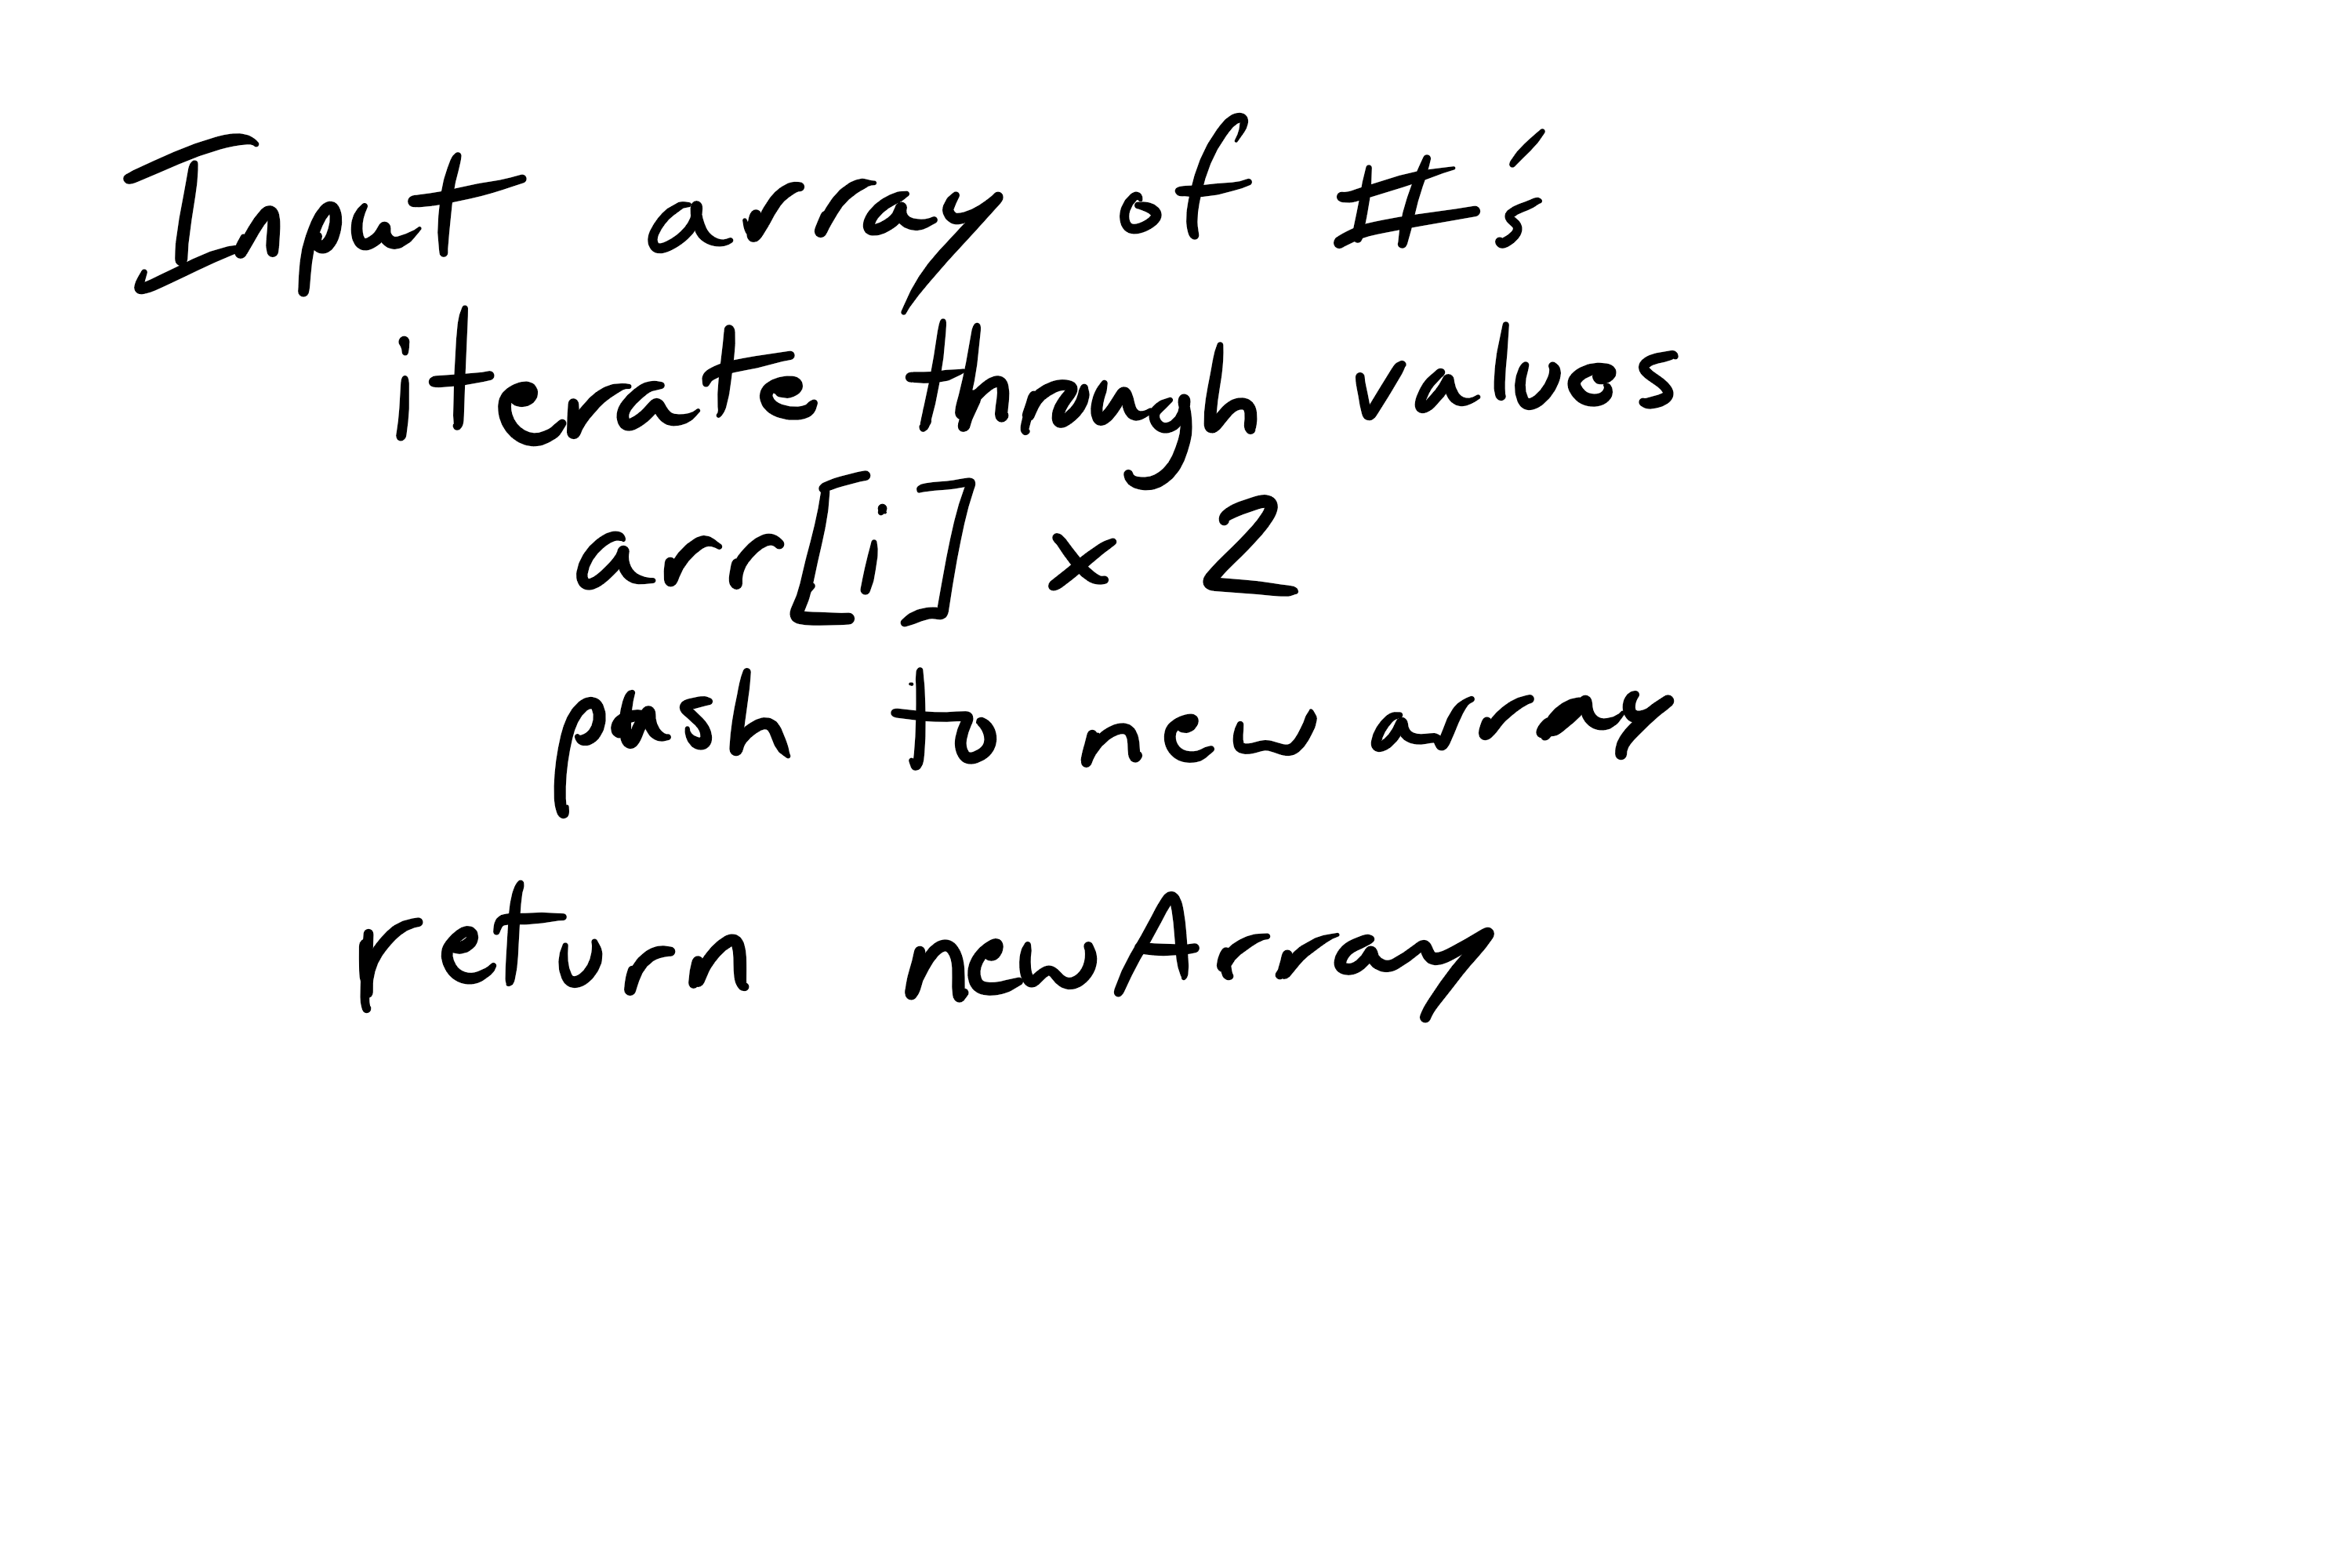 Input array of #'s
iterate through values
arr[i] x 2
push to new array
return newArray